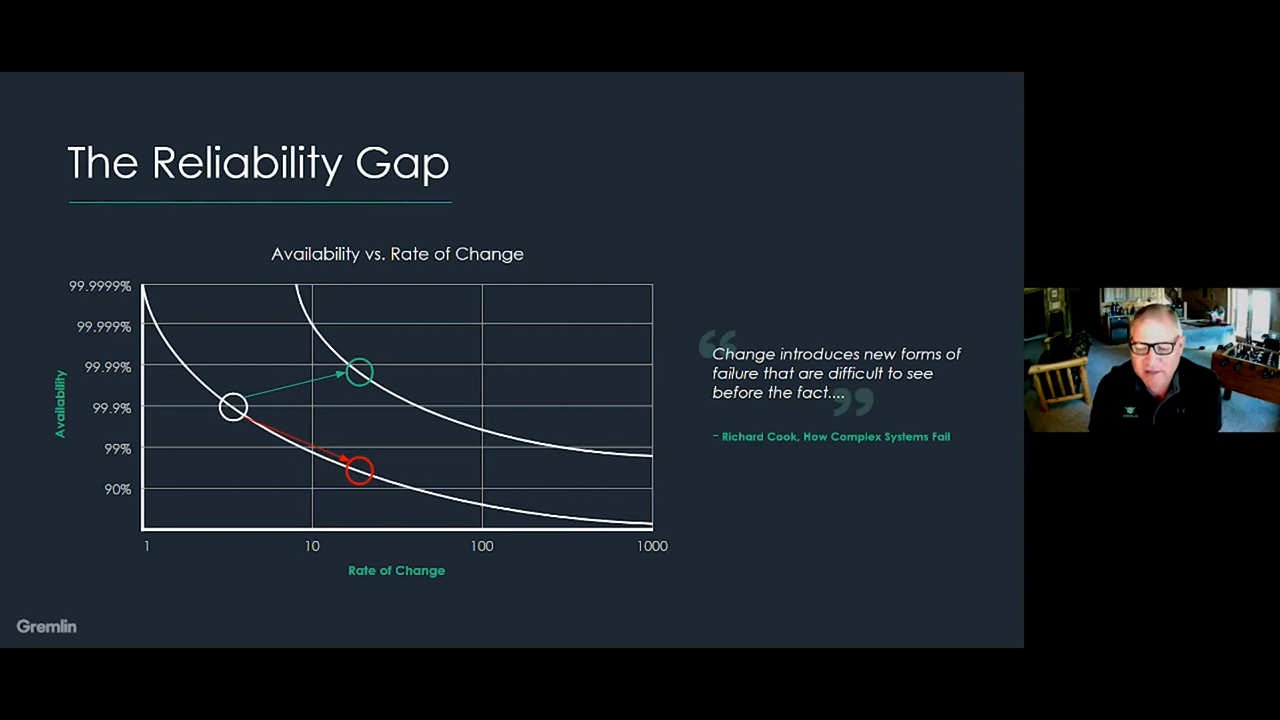 The Reliability Gap
Availability vs. Rate of Change
99.9999%
99.999%
99.99%
99.9%
99%
90%
Availability
1
10
100
1000
Rate of Change
“Change introduces new forms of
failure that are difficult to see
before the fact....”
– Richard Cook, How Complex Systems Fail
Gremlin